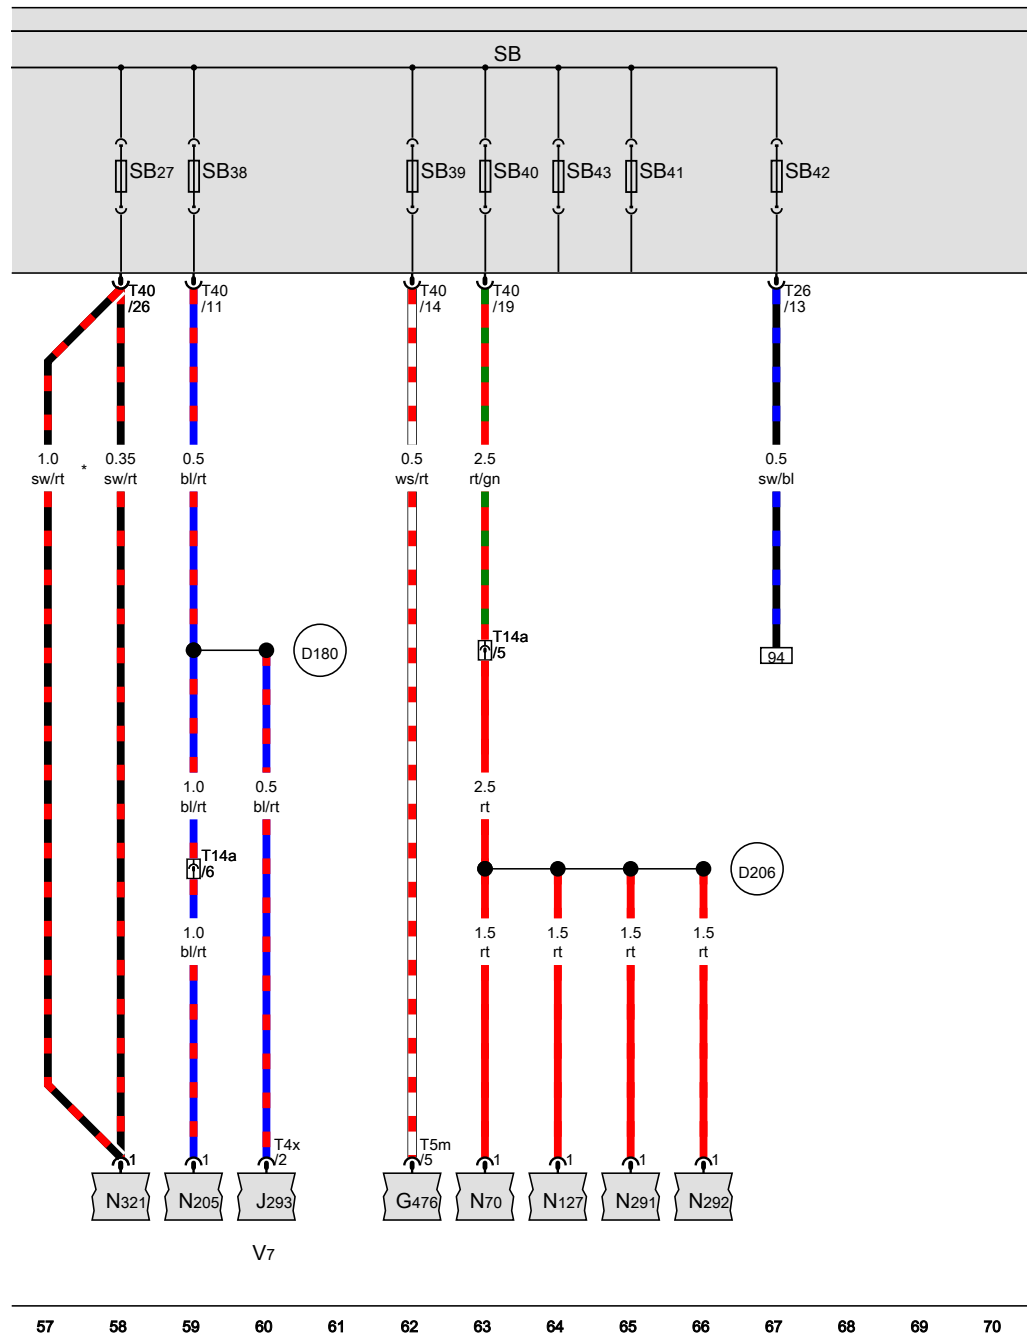 SB
SB27 SB38 SB39 SB40 SB43 SB41 SB42
T40 T40 T40 T40 T26
/26 /11 /14 /19 /13
1.0 * 0.35 0.5 0.5 2.5 0.5
sw/rt sw/rt bl/rt ws/rt rt/gn sw/bl
T14a
/5
D180
94
1.0 0.5 2.5
bl/rt bl/rt rt
T14a
/6
D206
1.0 1.5 1.5 1.5 1.5
bl/rt rt rt rt rt
T4x T5m
1 1 /2 /5 1 1 1 1
N321 N205 J293 G476 N70 N127 N291 N292
V7
57 58 59 60 61 62 63 64 65 66 67 68 69 70